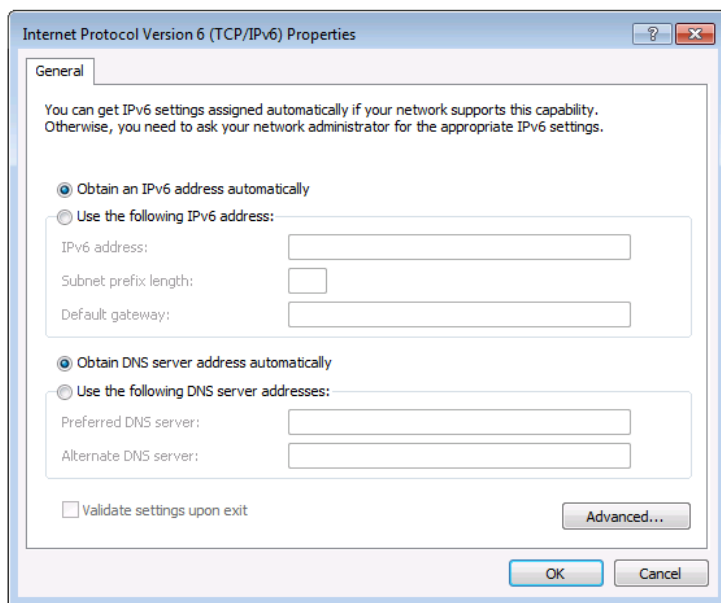 Internet Protocol Version 6 (TCP/IPv6) Properties
?
General
You can get IPv6 settings assigned automatically if your network supports this capability.
Otherwise, you need to ask your network administrator for the appropriate IPv6 settings.
Obtain an IPv6 address automatically
Use the following IPv6 address:
IPv6 address:
Subnet prefix length:
Default gateway:
Obtain DNS server address automatically
Use the following DNS server addresses:
Preferred DNS server:
Alternate DNS server:
Validate settings upon exit
Advanced...
OK Cancel